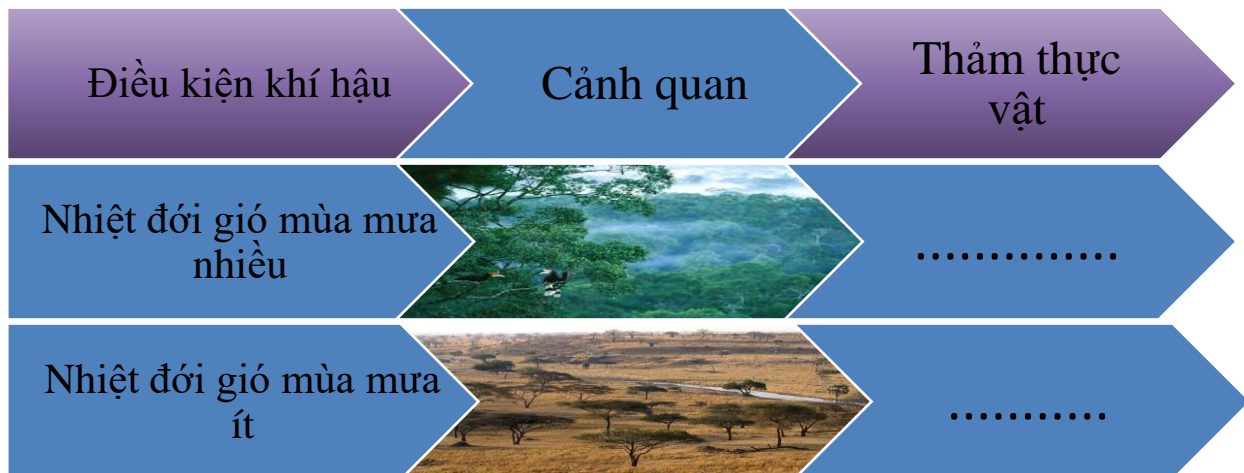 Điều kiện khí hậu
Cảnh quan
Thảm thực
vật
Nhiệt đới gió mùa mưa
nhiều
.............
Nhiệt đới gió mùa mưa
ít
...........